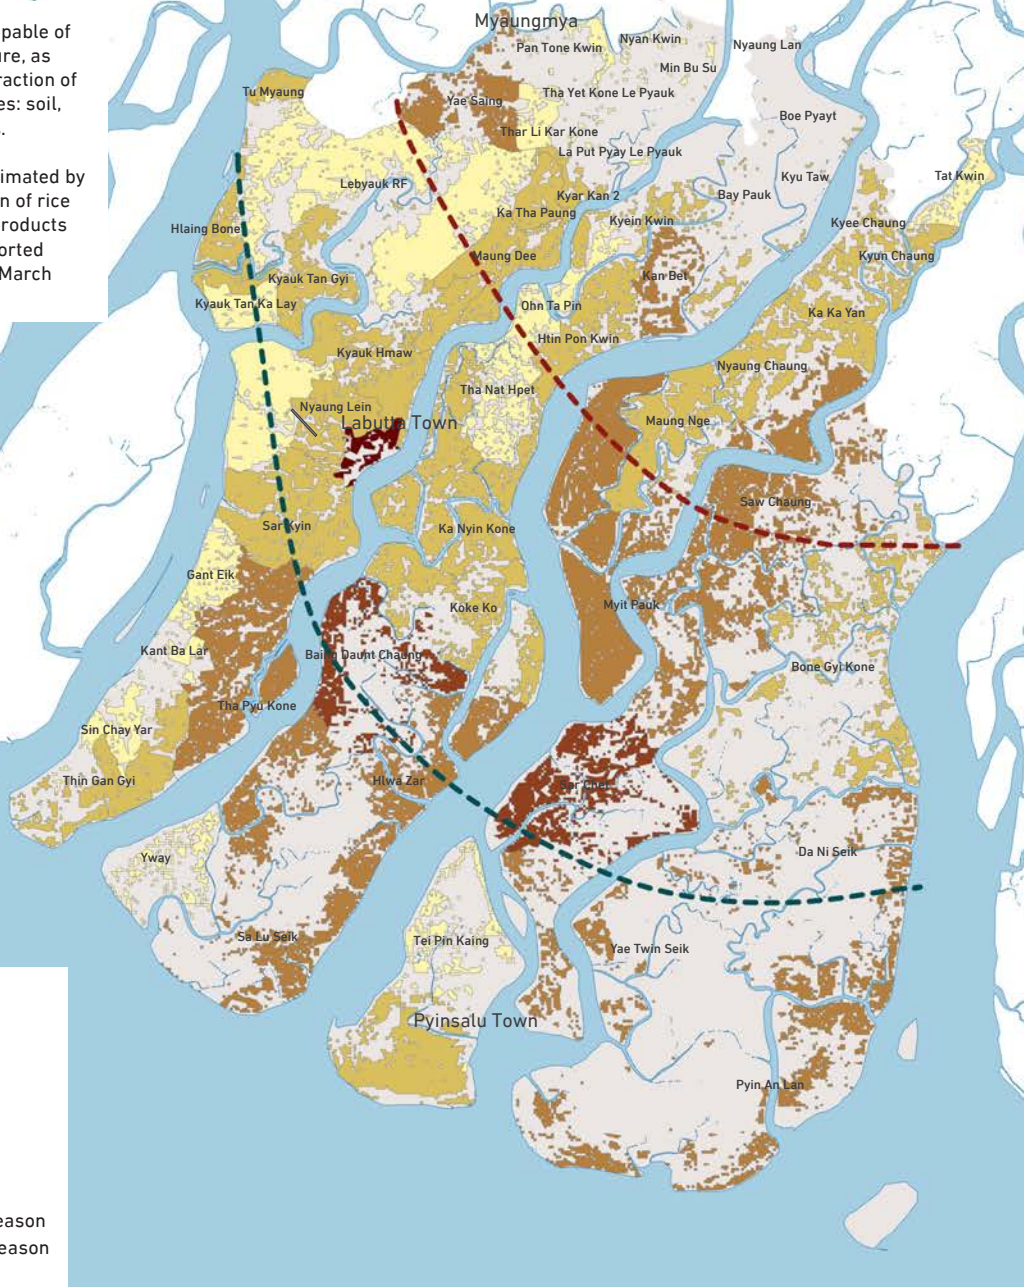 pable of
ure, as
raction of
es: soil,
imated by
n of rice
roducts
orted
March
Myaungmya
Pan Tone Kwin
Nyan Kwin
Nyaung Lan
Min Bu Su
Tu Myaung
Yae Saing
Tha Yet Kone Le Pyauk
Boe Pyayt
Thar Li Kar Kone
La Put Pyay Le Pyauk
Lebyauk RF
Kyu Taw
Tat Kwin
Kyar Kan 2
Bay Pauk
Ka Tha Paung
Kyein Kwin
Kyee Chaung
Hlaing Bone
Maung Dee
Kyun Chaung
Kyauk Tan Gyi
Kan Bet
Kyauk Tan Ka Lay
Ohn Ta Pin
Ka Ka Yan
Htin Pon Kwin
Kyauk Hmaw
Nyaung Chaung
Tha Nat Hpet
Nyaung Lein
Labutta Town
Maung Nge
Saw Chaung
Sar Kyin
Ka Nyin Kone
Gant Eik
Koke Ko
Myit Pauk
Kant Ba Lar
Baing Daunt Chaung
Bone Gyi Kone
Tha Pyu Kone
Sin Chay Yar
Thin Gan Gyi
Hlwa Zar
Yway
Da Ni Seik
Sa Lu Seik
Tei Pin Kaing
Yae Twin Seik
Pyinsalu Town
Pyin An Lan
eason
eason